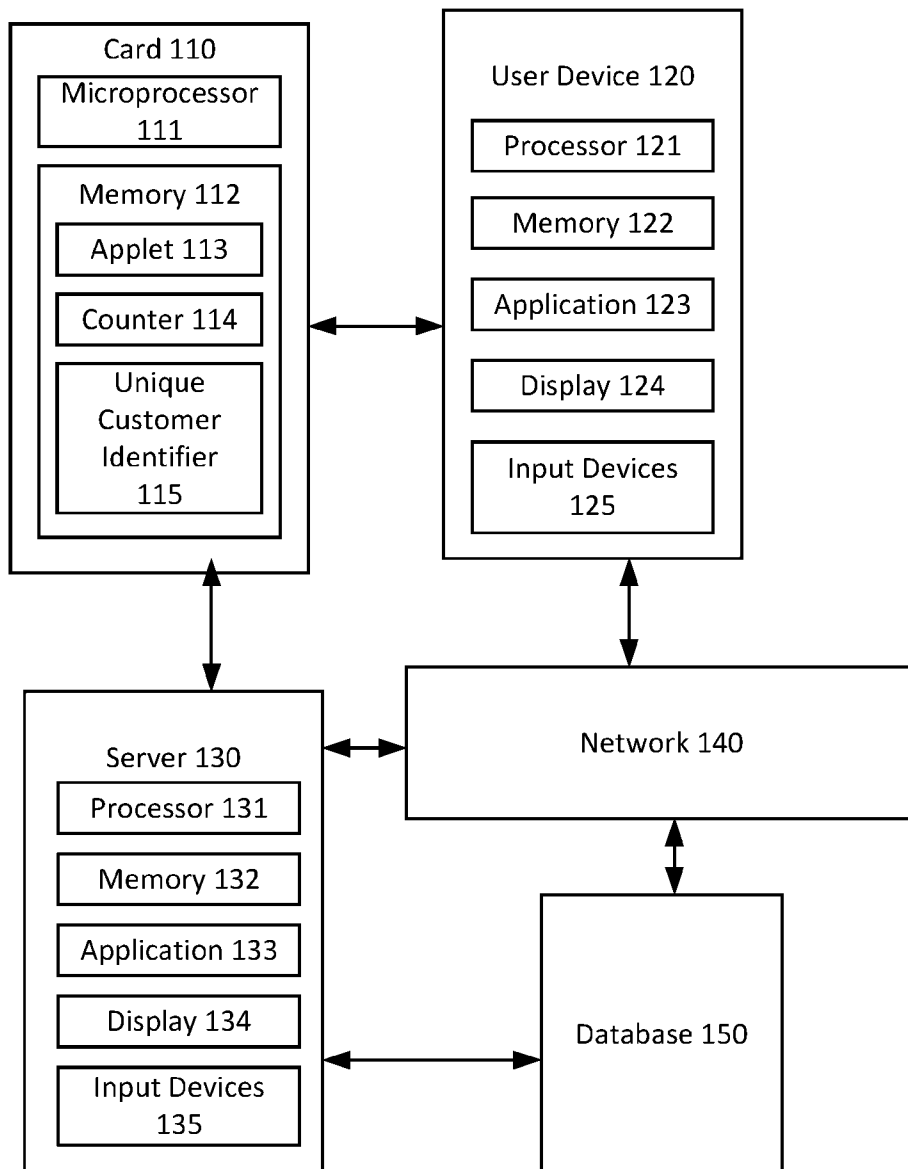 Card 110
Microprocessor
111
Memory 112
Applet 113
Counter 114
Unique
Customer
Identifier
115
User Device 120
Processor 121
Memory 122
Application 123
Display 124
Input Devices
125
Server 130
Processor 131
Memory 132
Application 133
Display 134
Input Devices
135
Network 140
Database 150